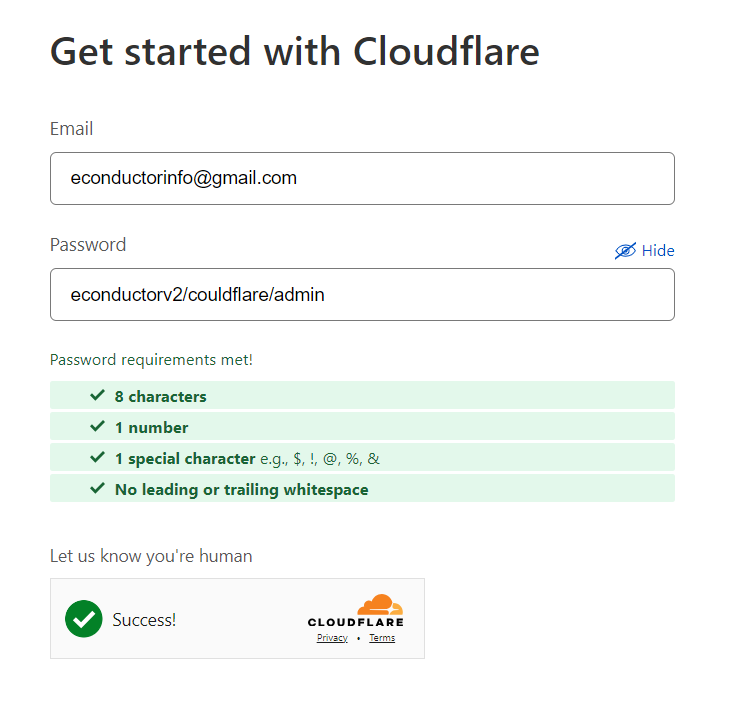 Get started with Cloudflare
Email
econductorinfo@gmail.com
Password
Hide
econductorv2/couldflare/admin
Password requirements met!
8 characters
1 number
1 special character e.g., $, !, @, %, &
No leading or trailing whitespace
Let us know you're human
Success!
CLOUDFLARE
Privacy • Terms